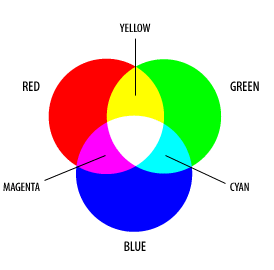 YELLOW
RED
GREEN
MAGENTA
CYAN
BLUE